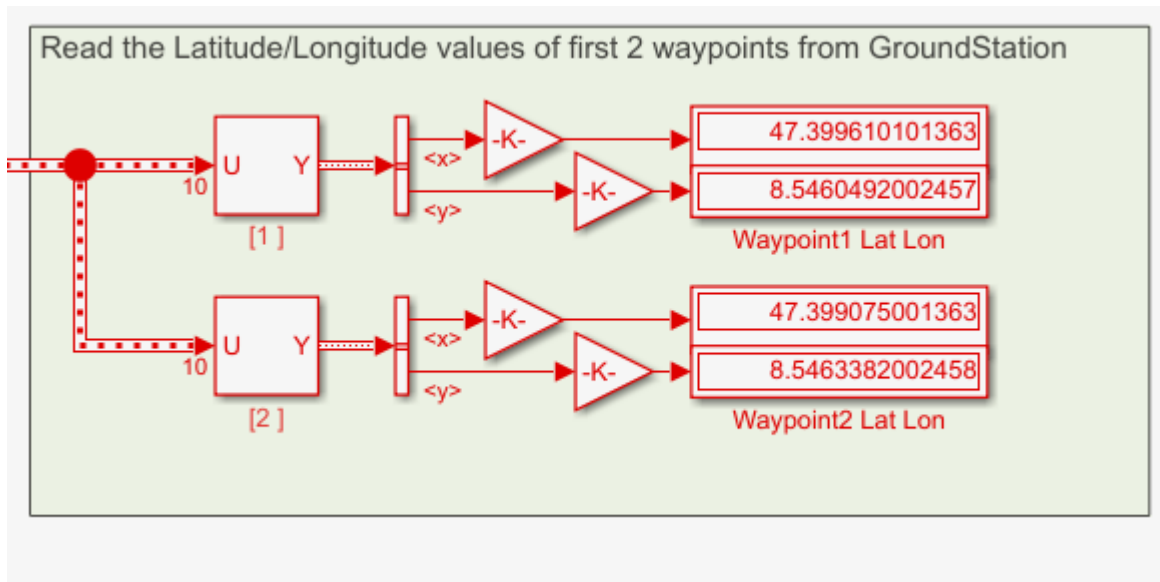 Read the Latitude/Longitude values of first 2 waypoints from GroundStation
10
U Y
[1 ]
<x>
<y>
-K-
-K-
47.399610101363
8.5460492002457
Waypoint1 Lat Lon
10
U Y
[2 ]
<x>
<y>
-K-
-K-
47.399075001363
8.5463382002458
Waypoint2 Lat Lon